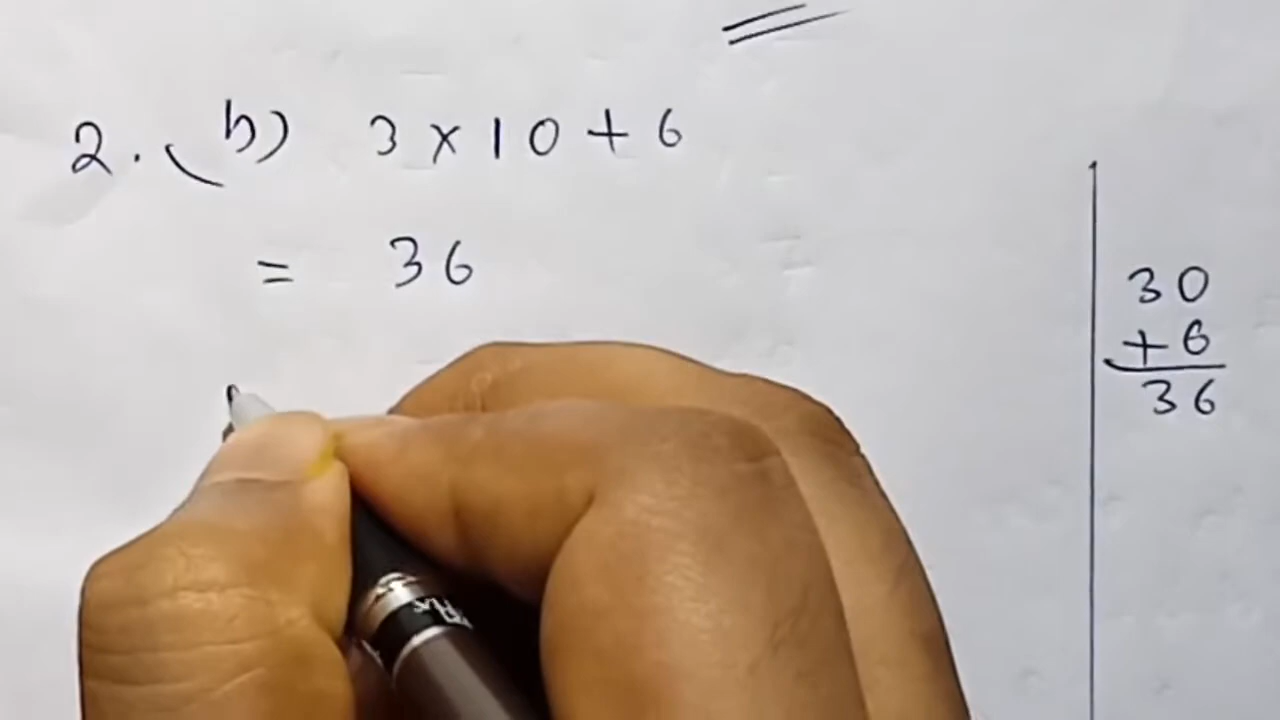 2. (b) 3 × 10 + 6
= 36
30
+ 6
36